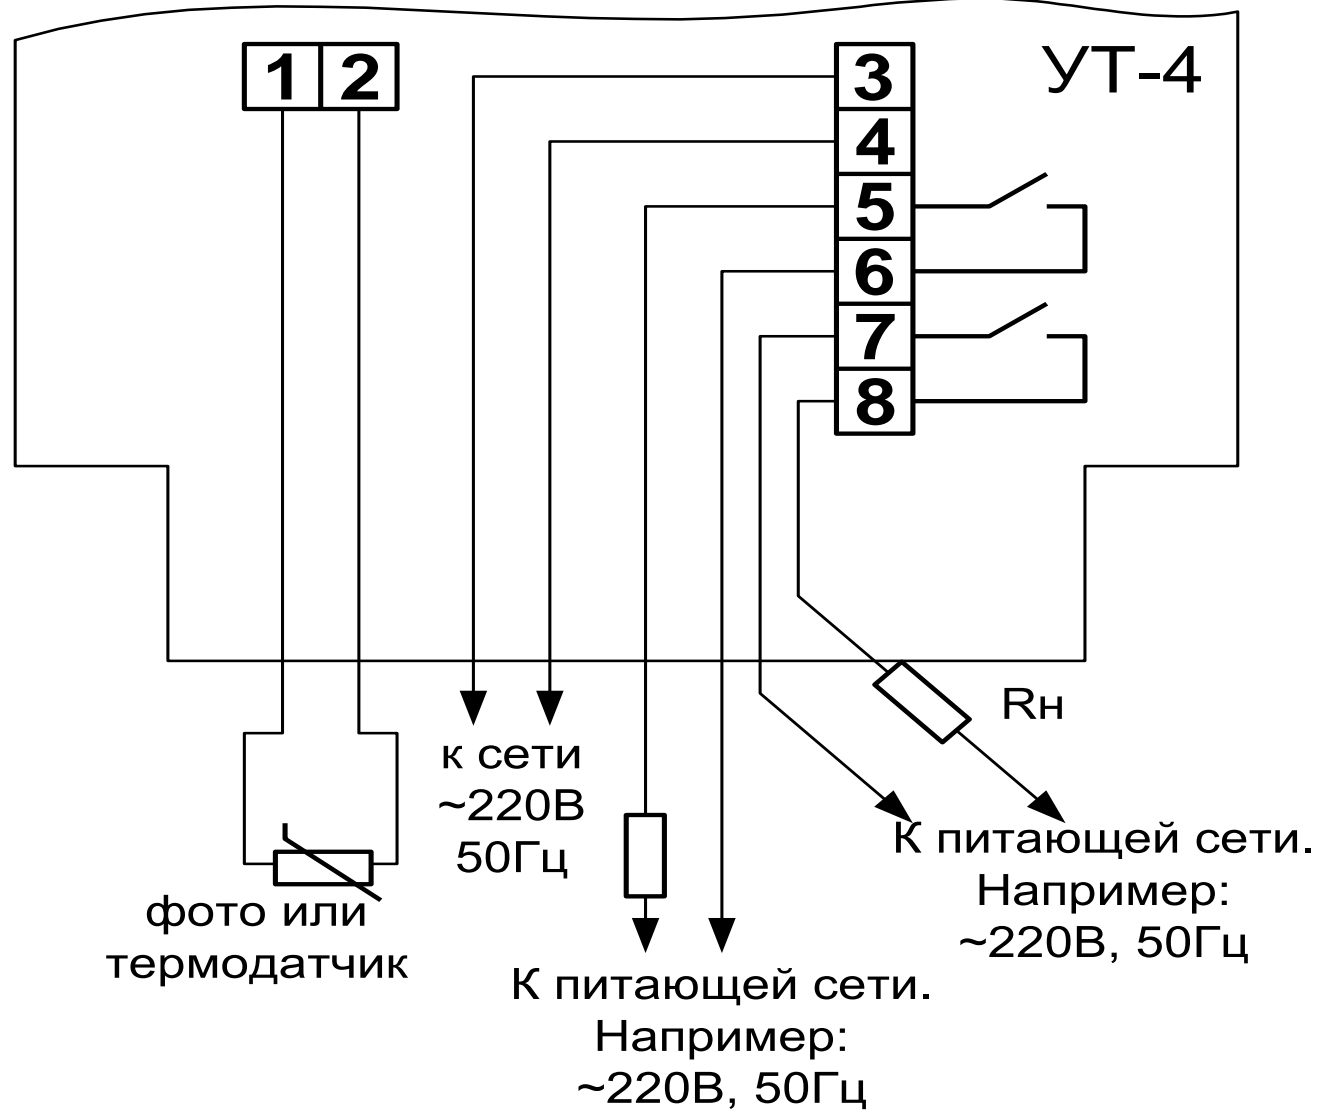 1 2
3
УТ-4
4
5
6
7
8
Rн
к сети
~220В
50Гц
фото или
термодатчик
К питающей сети.
Например:
~220В, 50Гц
К питающей сети.
Например:
~220В, 50Гц